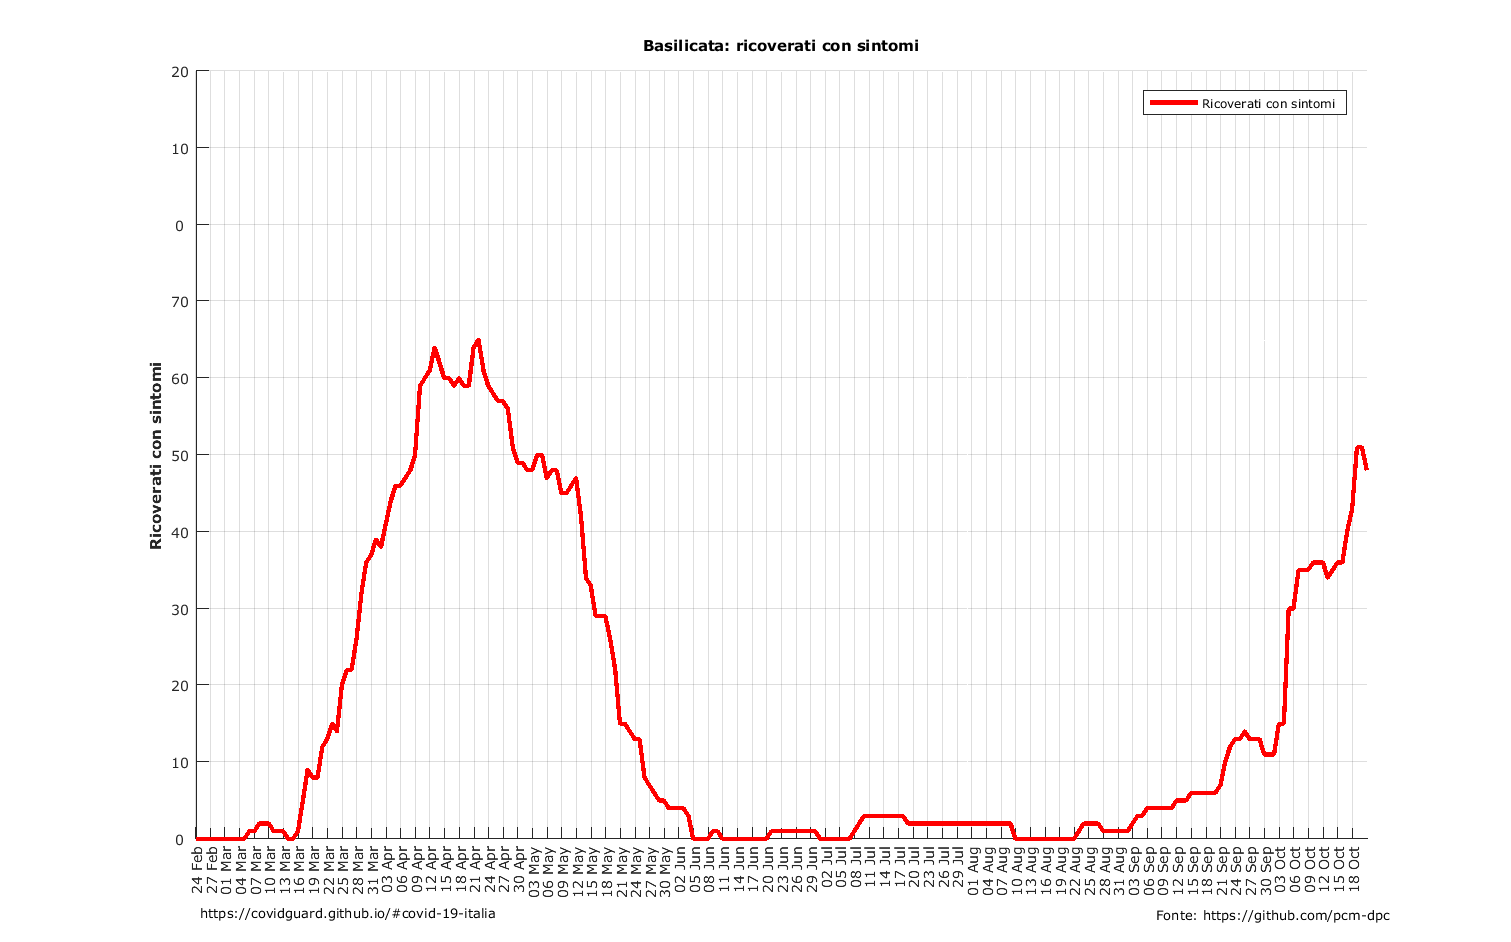 Basilicata: ricoverati con sintomi
Ricoverati con sintomi
Ricoverati con sintomi
20
10
0
70
60
50
40
30
20
10
0
24 Feb
27 Feb
01 Mar
04 Mar
07 Mar
10 Mar
13 Mar
16 Mar
19 Mar
22 Mar
25 Mar
28 Mar
31 Mar
03 Apr
06 Apr
09 Apr
12 Apr
15 Apr
18 Apr
21 Apr
24 Apr
27 Apr
30 Apr
03 May
06 May
09 May
12 May
15 May
18 May
21 May
24 May
27 May
30 May
02 Jun
05 Jun
08 Jun
11 Jun
14 Jun
17 Jun
20 Jun
23 Jun
26 Jun
29 Jun
02 Jul
05 Jul
08 Jul
11 Jul
14 Jul
17 Jul
20 Jul
23 Jul
26 Jul
29 Jul
01 Aug
04 Aug
07 Aug
10 Aug
13 Aug
16 Aug
19 Aug
22 Aug
25 Aug
28 Aug
31 Aug
03 Sep
06 Sep
09 Sep
12 Sep
15 Sep
18 Sep
21 Sep
24 Sep
27 Sep
30 Sep
03 Oct
06 Oct
09 Oct
12 Oct
15 Oct
18 Oct
https://covidguard.github.io/#covid-19-italia
Fonte: https://github.com/pcm-dpc